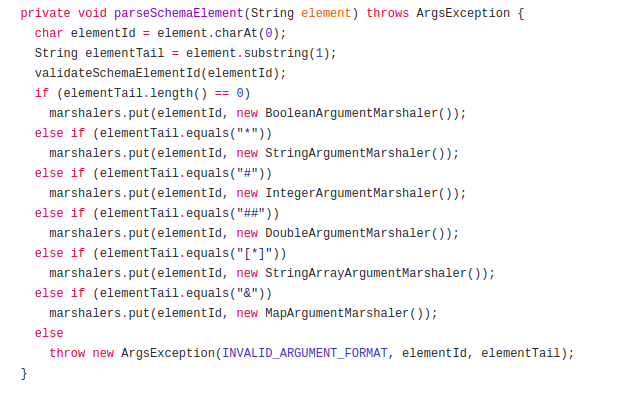 private void parseSchemaElement(String element) throws ArgsException {
  char elementId = element.charAt(0);
  String elementTail = element.substring(1);
  validateSchemaElementId(elementId);
  if (elementTail.length() == 0)
    marshalers.put(elementId, new BooleanArgumentMarshaler());
  else if (elementTail.equals("*"))
    marshalers.put(elementId, new StringArgumentMarshaler());
  else if (elementTail.equals("#"))
    marshalers.put(elementId, new IntegerArgumentMarshaler());
  else if (elementTail.equals("##"))
    marshalers.put(elementId, new DoubleArgumentMarshaler());
  else if (elementTail.equals("[*]"))
    marshalers.put(elementId, new StringArrayArgumentMarshaler());
  else if (elementTail.equals("&"))
    marshalers.put(elementId, new MapArgumentMarshaler());
  else
    throw new ArgsException(INVALID_ARGUMENT_FORMAT, elementId, elementTail);
}